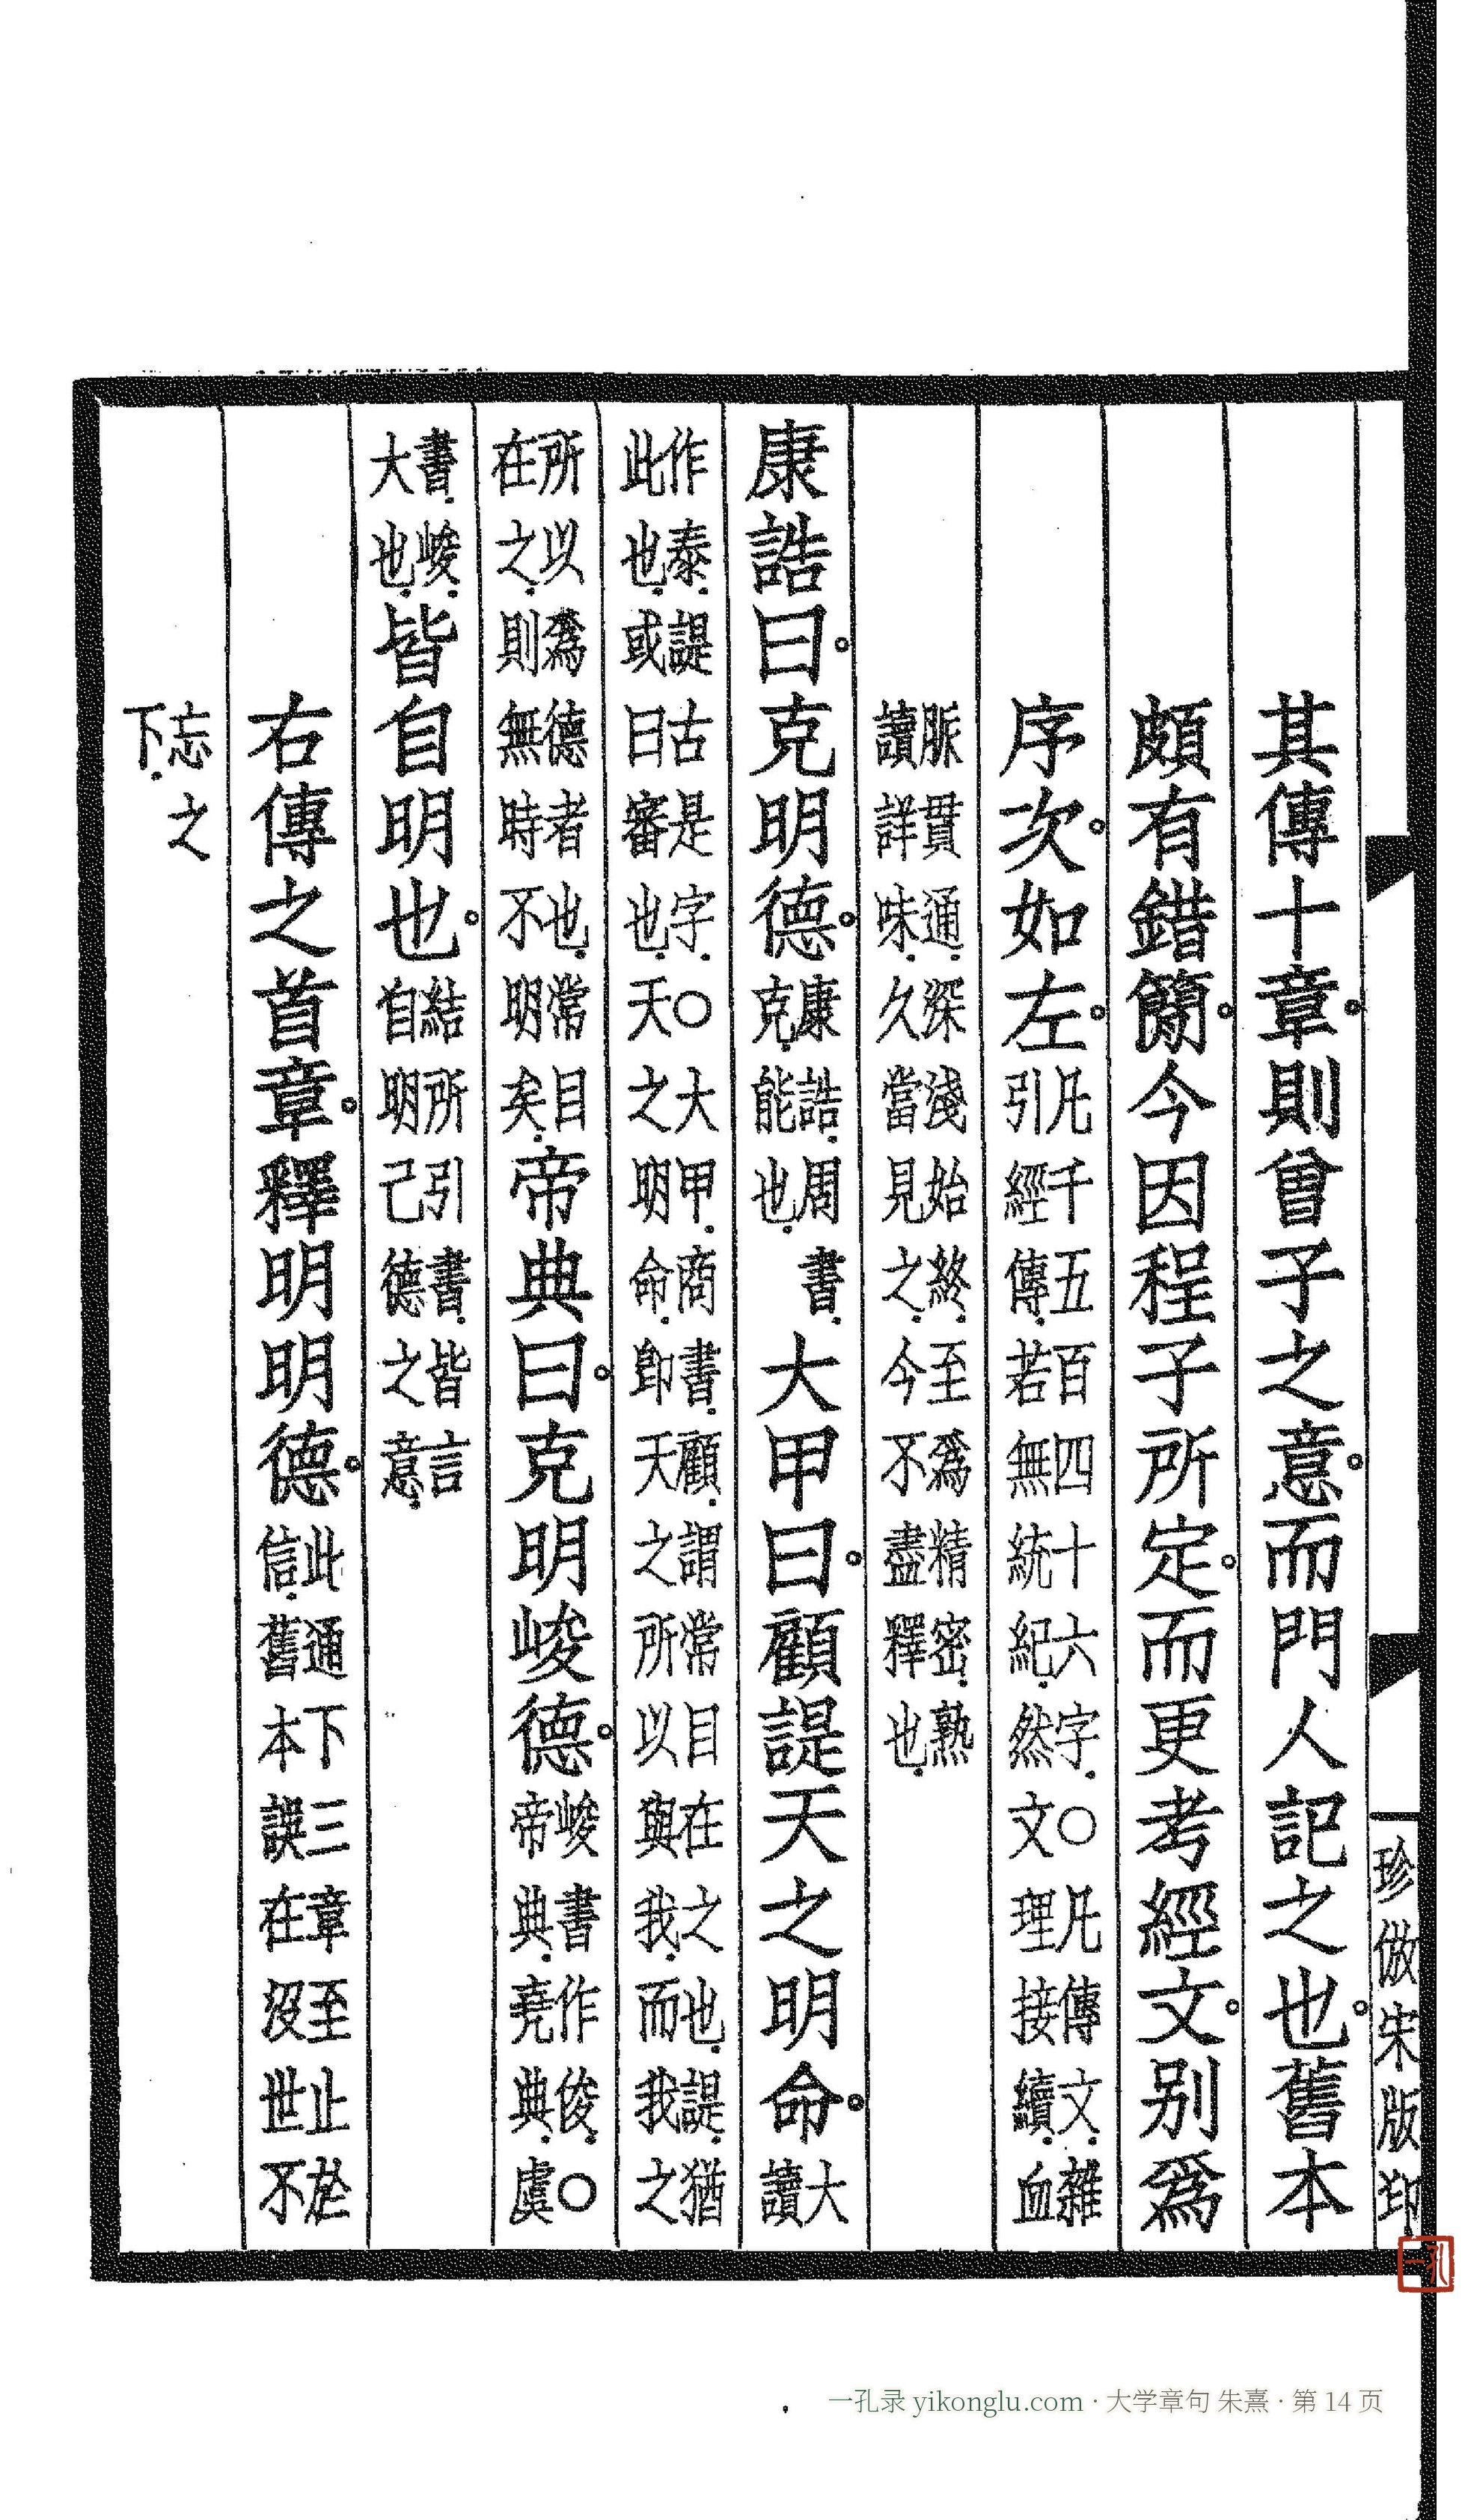 珍倣宋版印
其傳十章。則曾子之意。而門人記之也。舊本
頗有錯簡。今因程子所定。而更考經文。别爲
序次。如左。凡千五百四十六字。○凡傳文。雜引經傳。若無統紀。然文理接續。血
脈貫通。深淺始終。至爲精密。熟讀詳味。久當見之。今不盡釋也。
康誥曰。克明德。康誥。周書。克。能也。大甲曰。顧諟天之明命。大讀
作泰。諟古是字。○大甲。商書。顧。謂常目在之也。諟。猶此也。或曰審也。天之明命。即天之所以與我。而我之
所以爲德者也。常目在之。則無時不明矣。帝典曰。克明峻德。峻書作俊。○帝典。堯典。虞
書。峻。大也。皆自明也。結所引書。皆言自明己德之意。
右傳之首章。釋明明德。此通下三章至止於信。舊本誤在沒世不
忘之下。
一孔
一孔录 yikonglu.com · 大学章句 朱熹 · 第 14 页